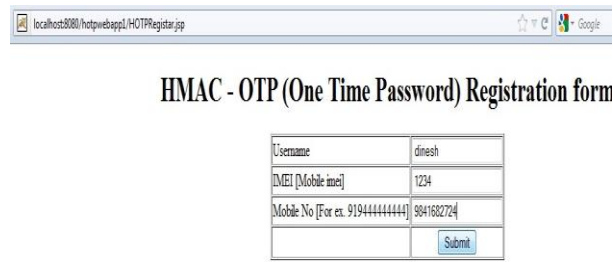 localhost:8080/hotpwebapp1/HOTPRegistar.jsp Google
HMAC - OTP (One Time Password) Registration form
Username dinesh
IMEI [Mobile imei] 1234
Mobile No [For ex. 919444444444] 9841682724
Submit